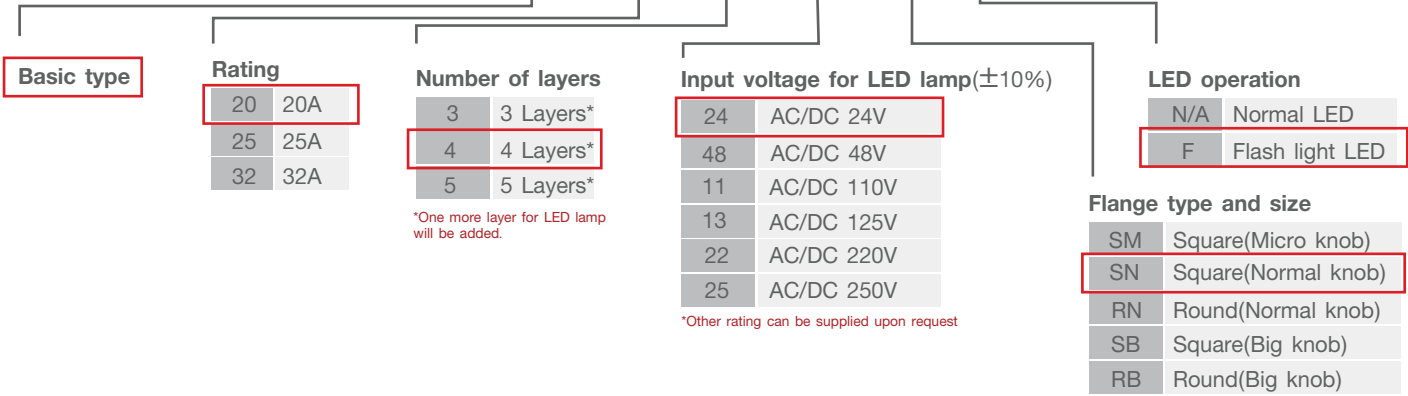 Basic type
Rating
20 20A
25 25A
32 32A
Number of layers
3 3 Layers*
4 4 Layers*
5 5 Layers*
*One more layer for LED lamp
will be added.
Input voltage for LED lamp(±10%)
24 AC/DC 24V
48 AC/DC 48V
11 AC/DC 110V
13 AC/DC 125V
22 AC/DC 220V
25 AC/DC 250V
*Other rating can be supplied upon request
LED operation
N/A Normal LED
F Flash light LED
Flange type and size
SM Square(Micro knob)
SN Square(Normal knob)
RN Round(Normal knob)
SB Square(Big knob)
RB Round(Big knob)